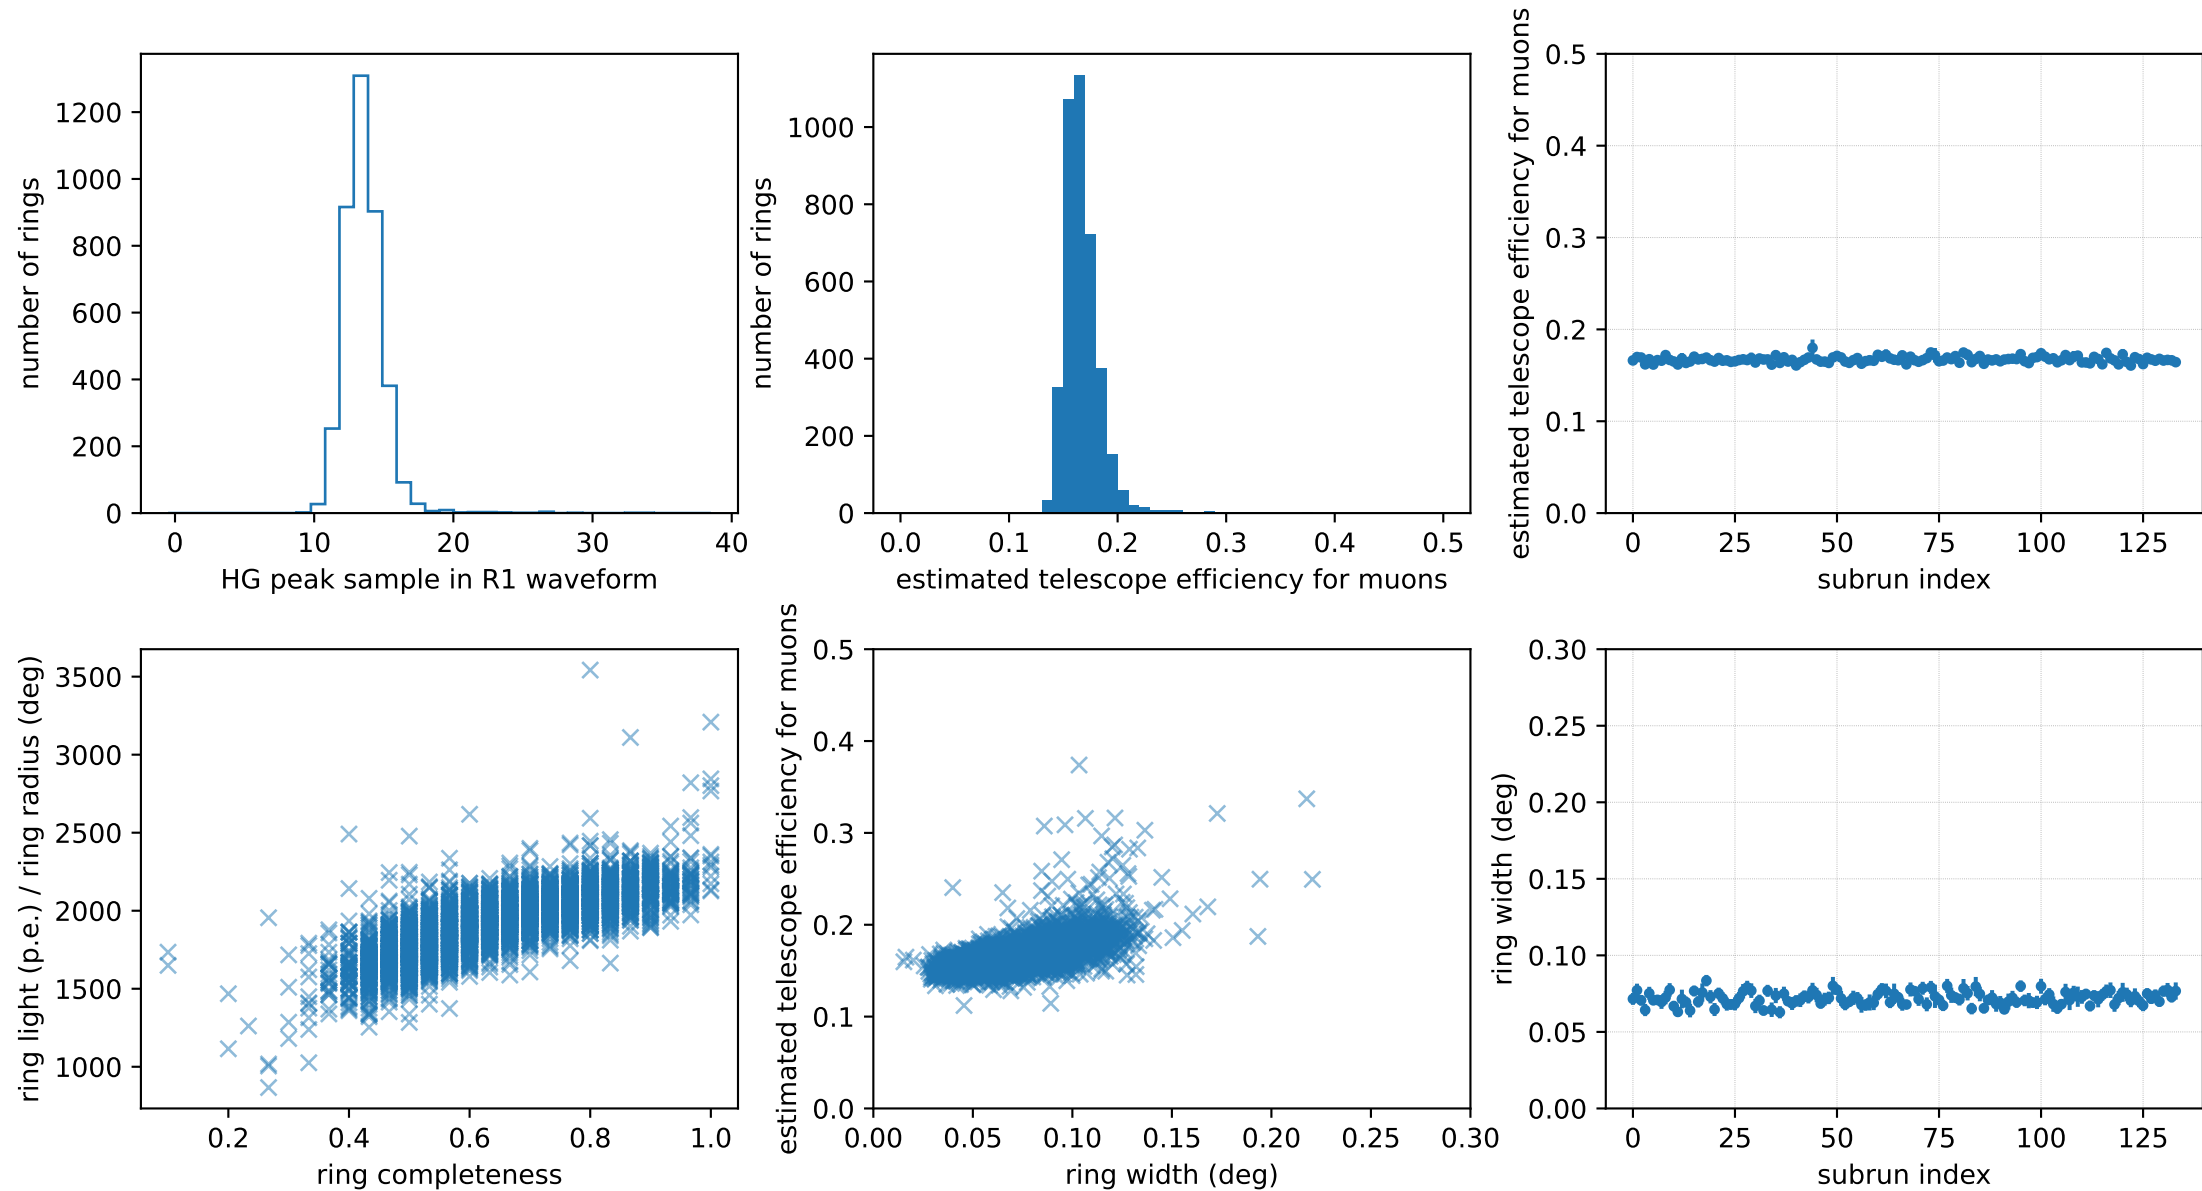 number of rings
1200
1000
800
600
400
200
0
0 10 20 30 40
HG peak sample in R1 waveform
number of rings
1000
800
600
400
200
0
0.0 0.1 0.2 0.3 0.4 0.5
estimated telescope efficiency for muons
estimated telescope efficiency for muons
0.5
0.4
0.3
0.2
0.1
0.0
0 25 50 75 100 125
subrun index
ring light (p.e.) / ring radius (deg)
3500
3000
2500
2000
1500
1000
0.2 0.4 0.6 0.8 1.0
ring completeness
estimated telescope efficiency for muons
0.5
0.4
0.3
0.2
0.1
0.0
0.00 0.05 0.10 0.15 0.20 0.25 0.30
ring width (deg)
ring width (deg)
0.30
0.25
0.20
0.15
0.10
0.05
0.00
0 25 50 75 100 125
subrun index